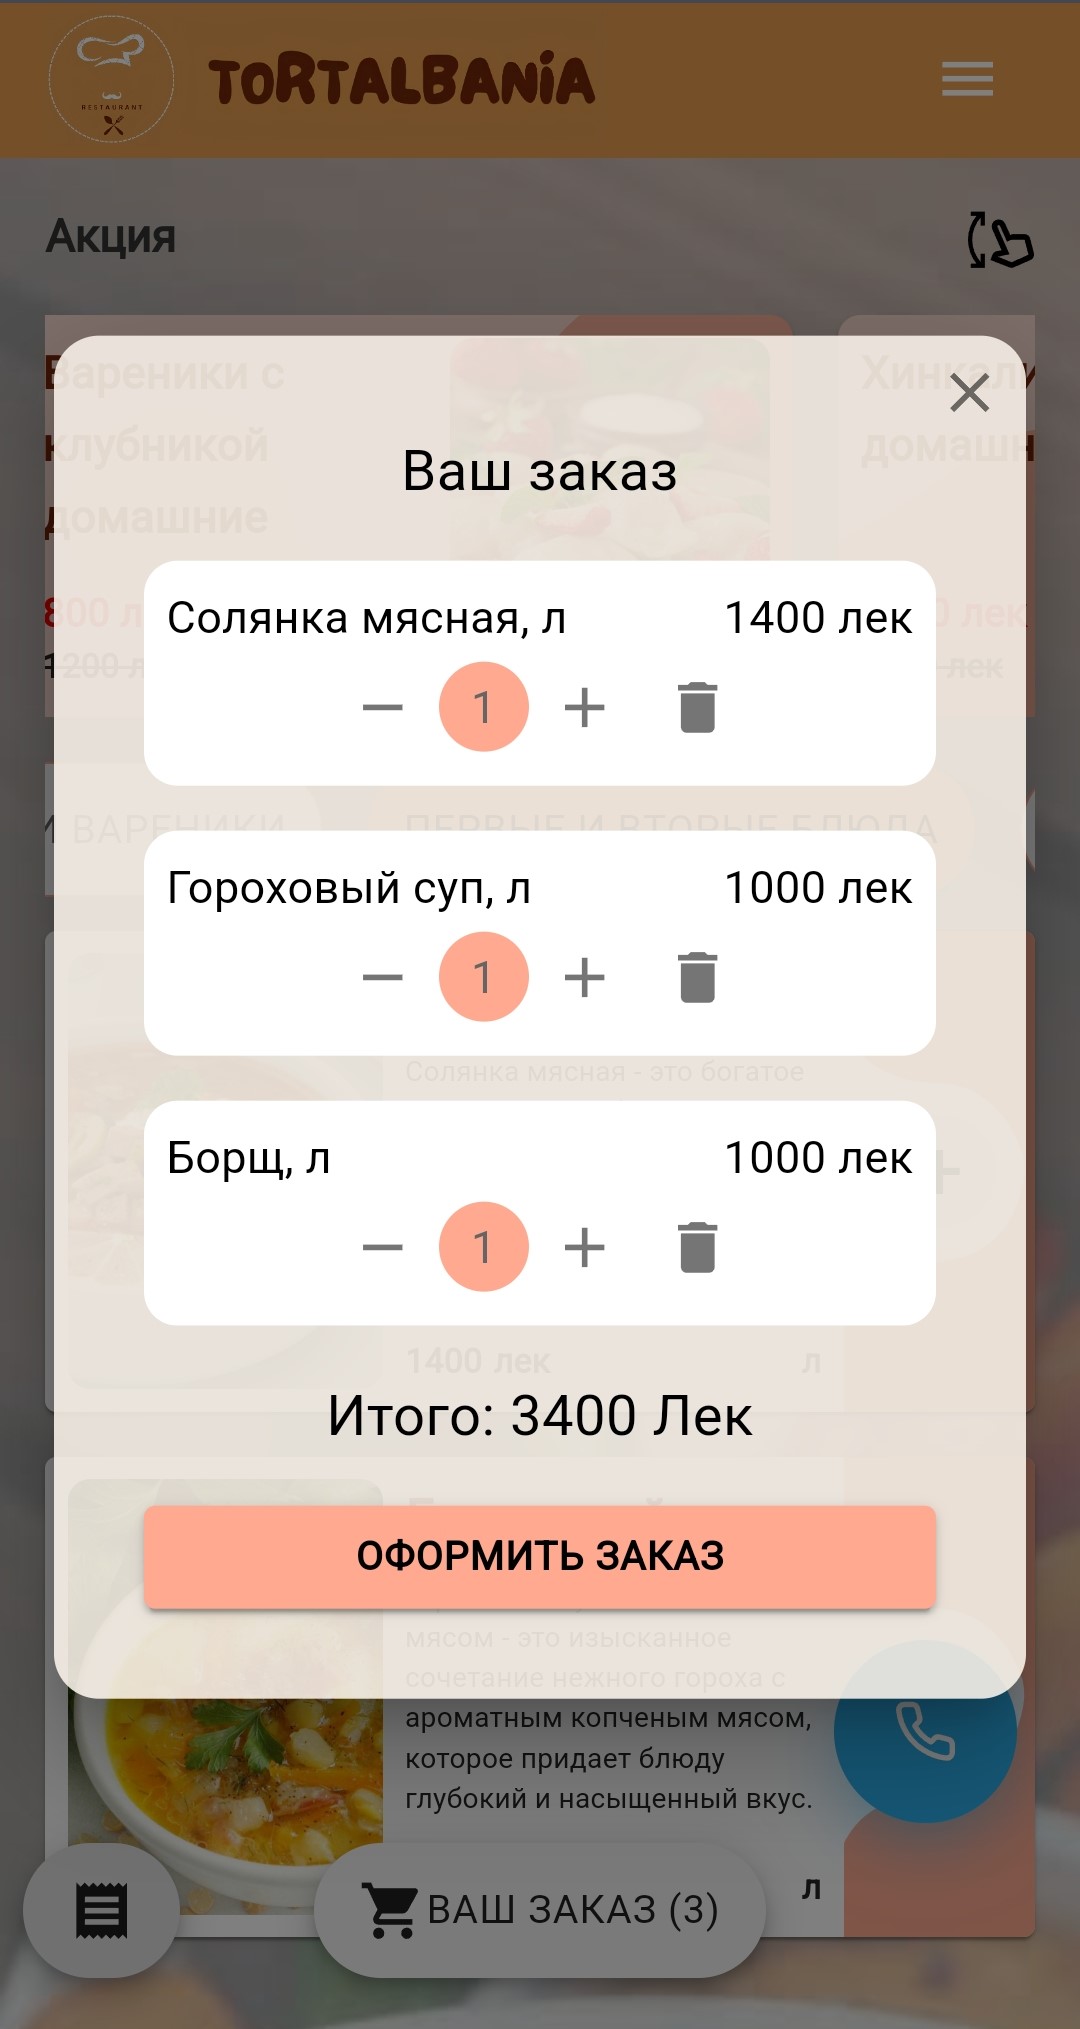 RESTAURANT
TORTALBANIA
Акция
Вареники с
клубникой
домашние
800 л
1200 л
Хинкали
домашн
0 лек
лек
Ваш заказ
Солянка мясная, л 1400 лек
− 1 +
И ВАРЕНИКИ
ПЕРВЫЕ И ВТОРЫЕ БЛЮДА
Гороховый суп, л 1000 лек
− 1 +
Солянка мясная - это богатое
Борщ, л 1000 лек
− 1 +
1400 лек л
Итого: 3400 Лек
ОФОРМИТЬ ЗАКАЗ
мясом - это изысканное
сочетание нежного гороха с
ароматным копченым мясом,
которое придает блюду
глубокий и насыщенный вкус.
л
ВАШ ЗАКАЗ (3)